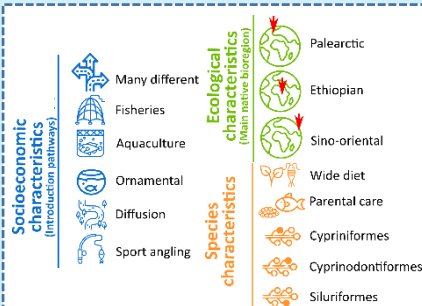 Socioeconomic
characteristics
(Introduction pathways)
Many different
Fisheries
Aquaculture
Ornamental
Diffusion
Sport angling
Ecological
characteristics
(Main native bioregion)
Palearctic
Ethiopian
Sino-oriental
Species
characteristics
Wide diet
Parental care
Cypriniformes
Cyprinodontiformes
Siluriformes